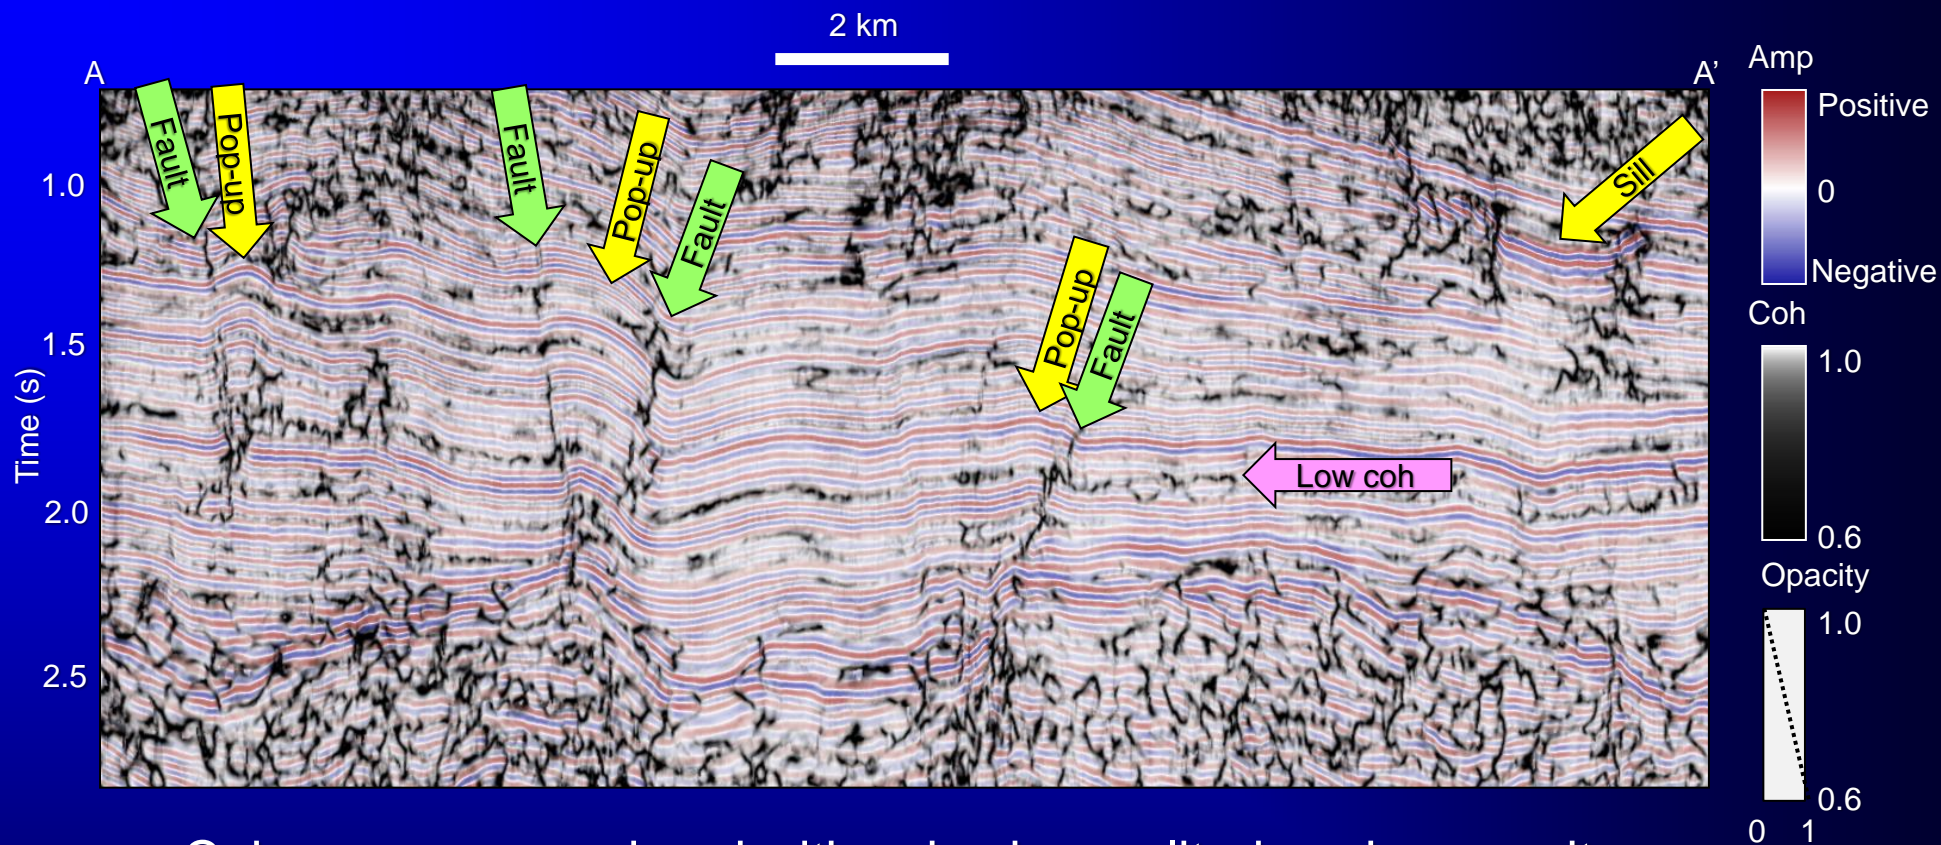 2 km
A
A’
Amp
Positive
0
Negative
Fault
Pop-up
Fault
Pop-up
Fault
Pop-up
Fault
Sill
Low coh
Time (s)
1.0
1.5
2.0
2.5
Coh
1.0
0.6
Opacity
1.0
0.6
0 1